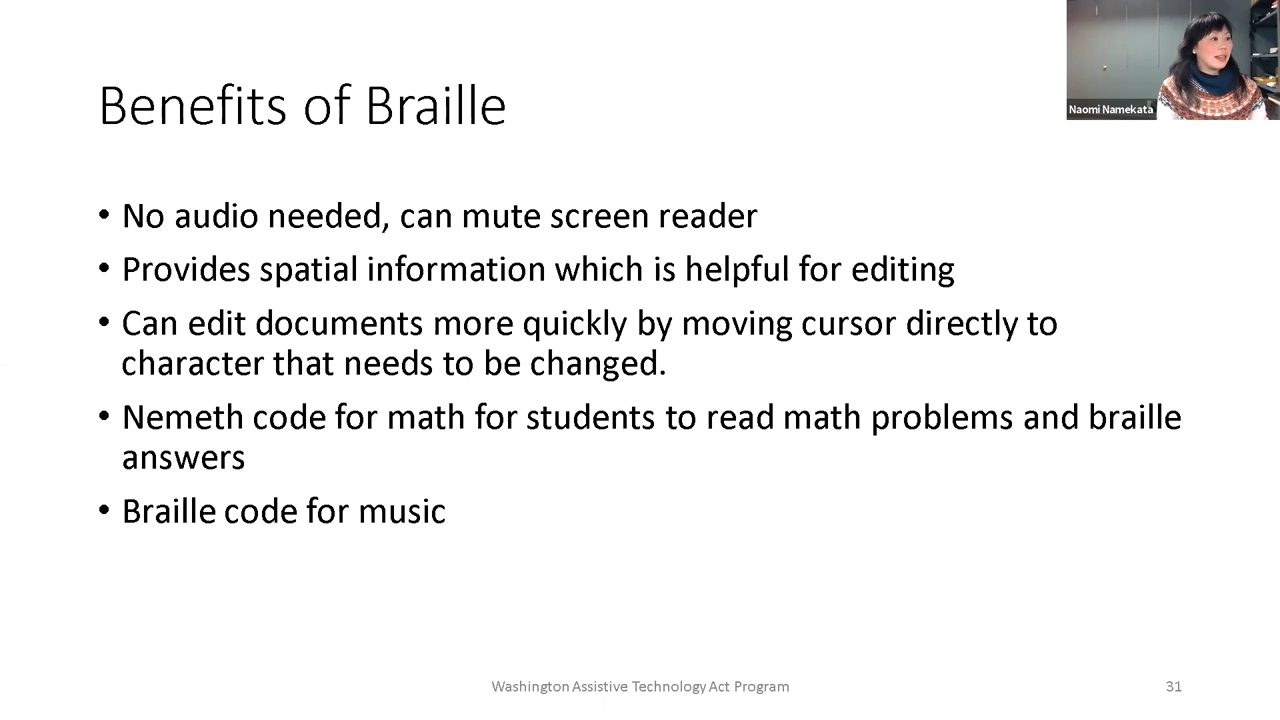 Naomi Namekata
Benefits of Braille
• No audio needed, can mute screen reader
• Provides spatial information which is helpful for editing
• Can edit documents more quickly by moving cursor directly to
character that needs to be changed.
• Nemeth code for math for students to read math problems and braille
answers
• Braille code for music
Washington Assistive Technology Act Program
31